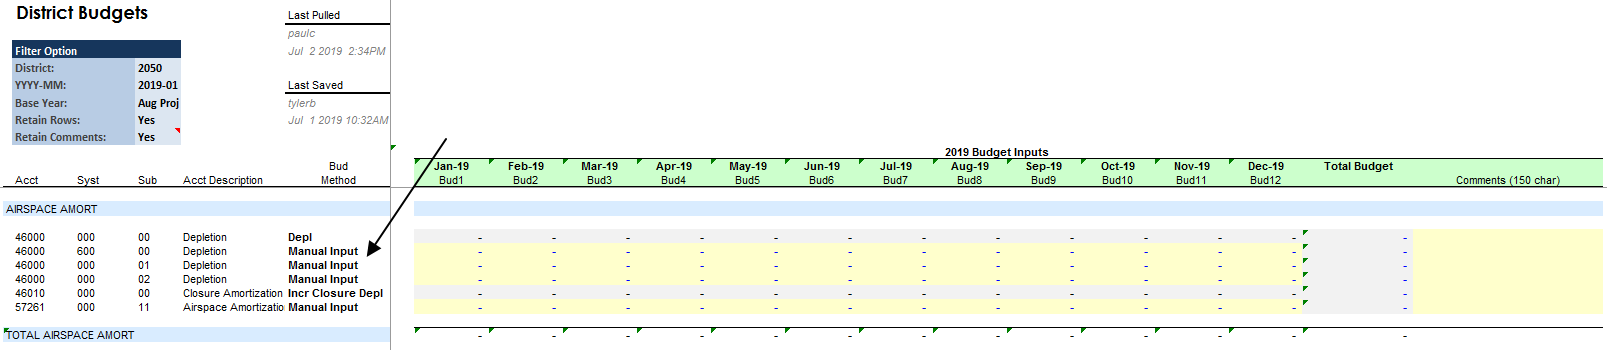 District Budgets
Last Pulled
paulc
Jul 2 2019 2:34PM
Filter Option
District: 2050
YYYY-MM: 2019-01
Base Year: Aug Proj
Retain Rows: Yes
Retain Comments: Yes
Last Saved
tylerb
Jul 1 2019 10:32AM
2019 Budget Inputs
Jan-19 Feb-19 Mar-19 Apr-19 May-19 Jun-19 Jul-19 Aug-19 Sep-19 Oct-19 Nov-19 Dec-19 Total Budget
Bud
Acct Syst Sub Acct Description Method Bud1 Bud2 Bud3 Bud4 Bud5 Bud6 Bud7 Bud8 Bud9 Bud10 Bud11 Bud12 Comments (150 char)
AIRSPACE AMORT
46000 000 00 Depletion Depl - - - - - - - - - - - - -
46000 600 00 Depletion Manual Input - - - - - - - - - - - - -
46000 000 01 Depletion Manual Input - - - - - - - - - - - - -
46000 000 02 Depletion Manual Input - - - - - - - - - - - - -
46010 000 00 Closure Amortization Incr Closure Depl - - - - - - - - - - - - -
57261 000 11 Airspace Amortizatio Manual Input - - - - - - - - - - - - -
TOTAL AIRSPACE AMORT - - - - - - - - - - - - -